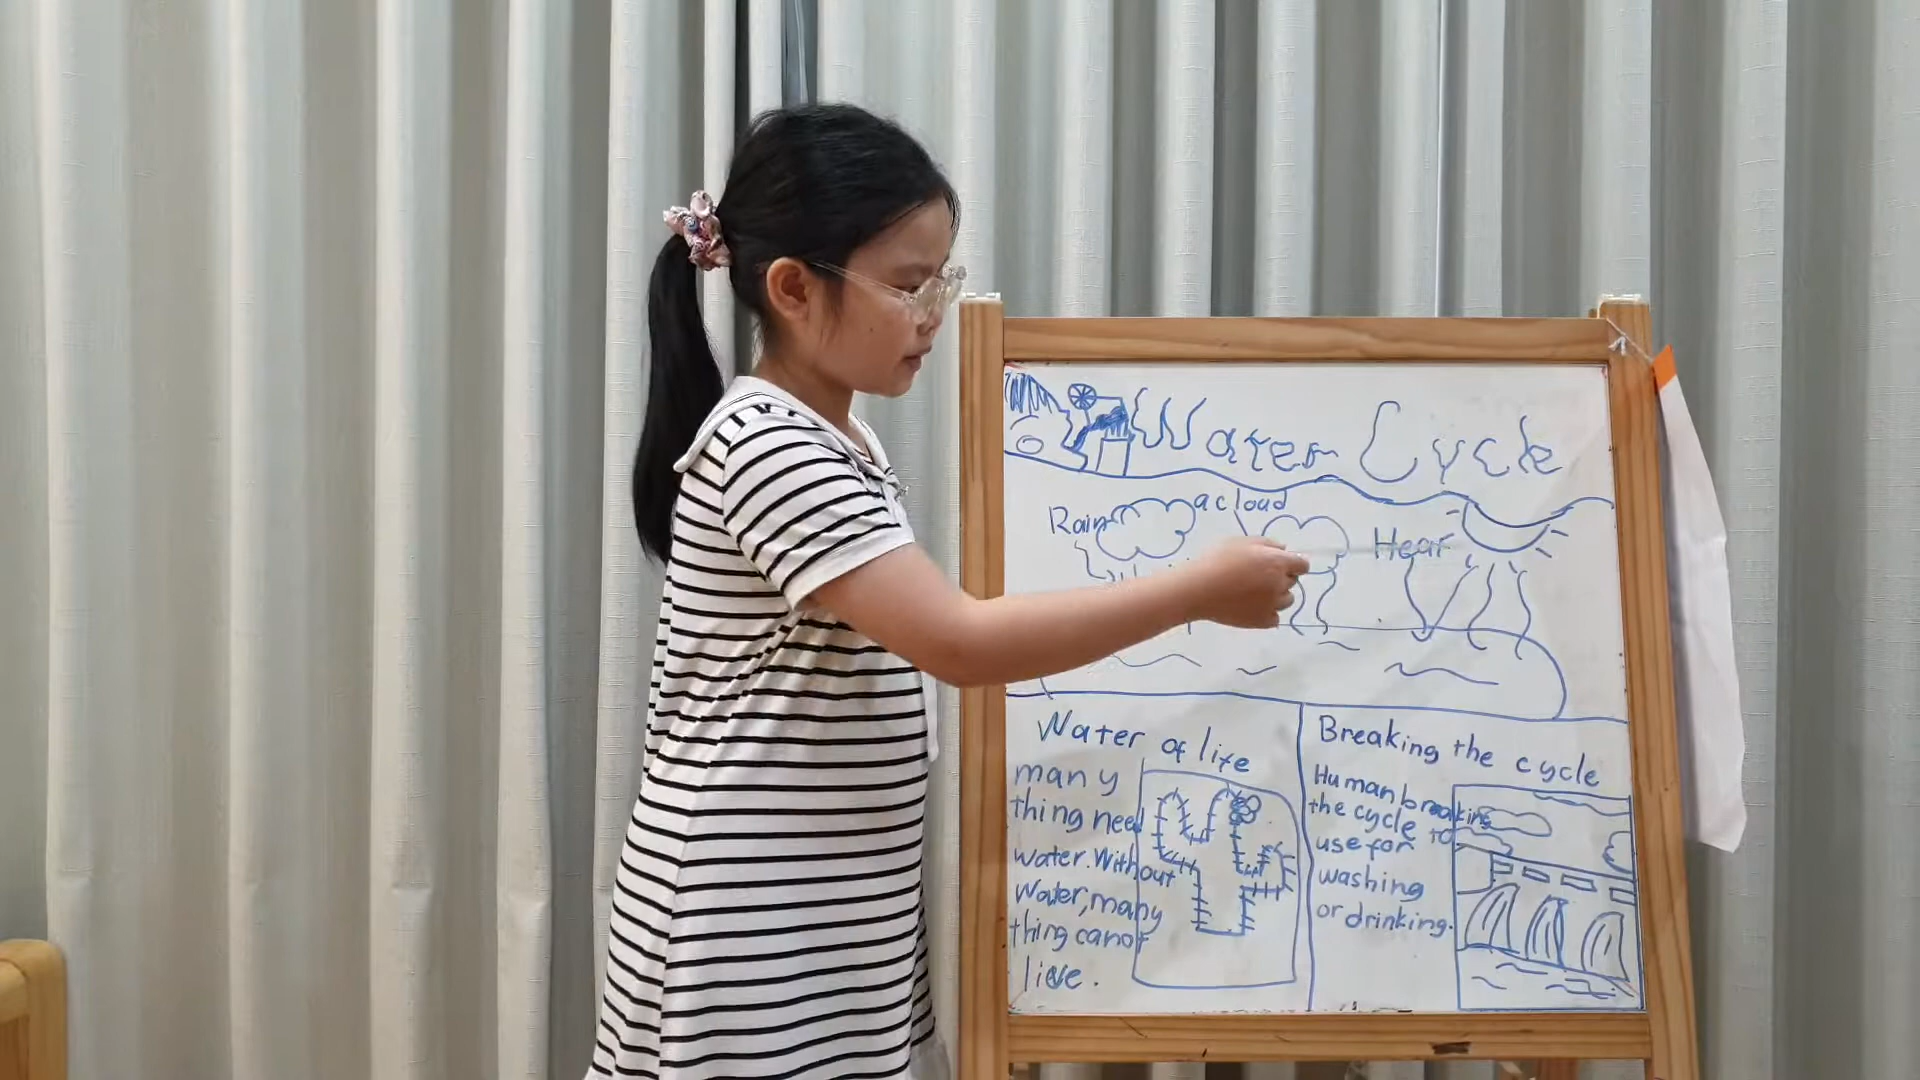 Water Cycle
Rain
a cloud
Hear
Water of life
many
thing need
water. Without
water, many
thing canot
live.
Breaking the cycle
Human breaking
the cycle to
use for
washing
or drinking.